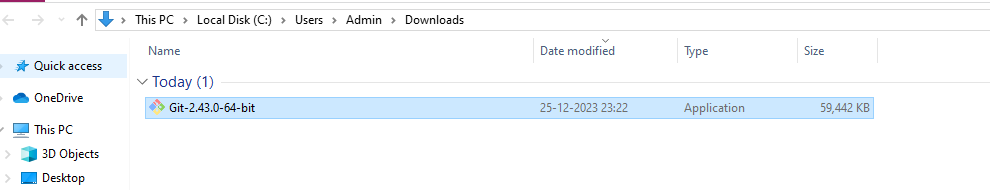 This PC > Local Disk (C:) > Users > Admin > Downloads
Name Date modified Type Size
Quick access
Today (1)
OneDrive
Git-2.43.0-64-bit 25-12-2023 23:22 Application 59,442 KB
This PC
3D Objects
Desktop